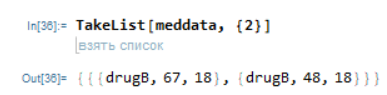 In[36]:= TakeList[meddata, {2}]
взять список
Out[36]= {{{drugB, 67, 18}, {drugB, 48, 18}}}